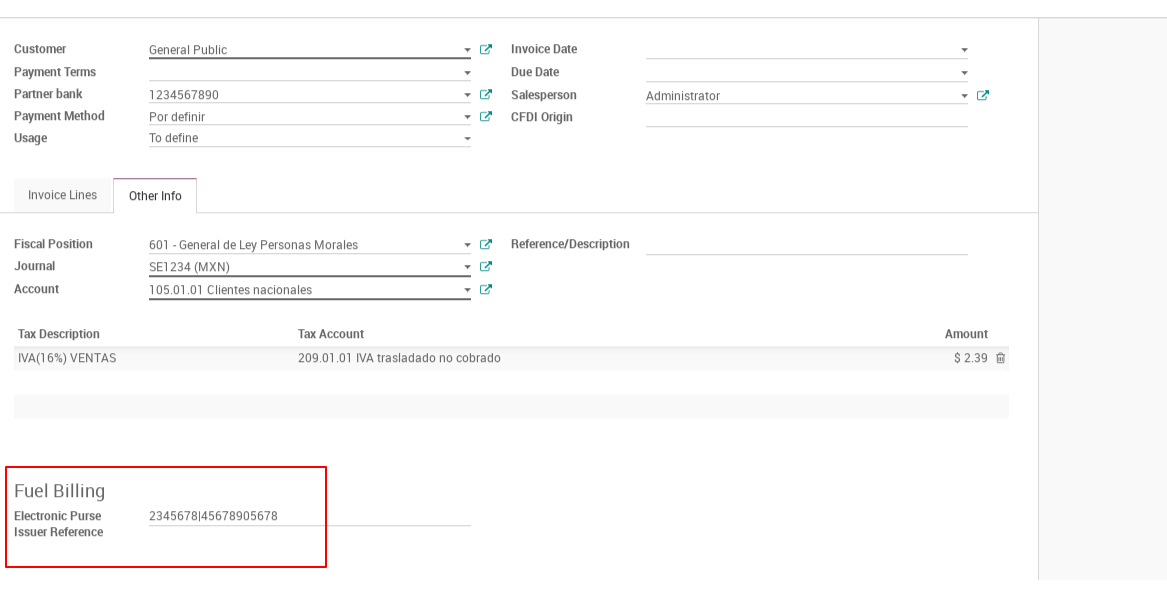 Customer General Public Invoice Date
Payment Terms Due Date
Partner bank 1234567890 Salesperson Administrator
Payment Method Por definir CFDI Origin
Usage To define
Invoice Lines Other Info
Fiscal Position 601 - General de Ley Personas Morales Reference/Description
Journal SE1234 (MXN)
Account 105.01.01 Clientes nacionales
Tax Description Tax Account Amount
IVA(16%) VENTAS 209.01.01 IVA trasladado no cobrado $ 2.39
Fuel Billing
Electronic Purse 2345678|45678905678
Issuer Reference